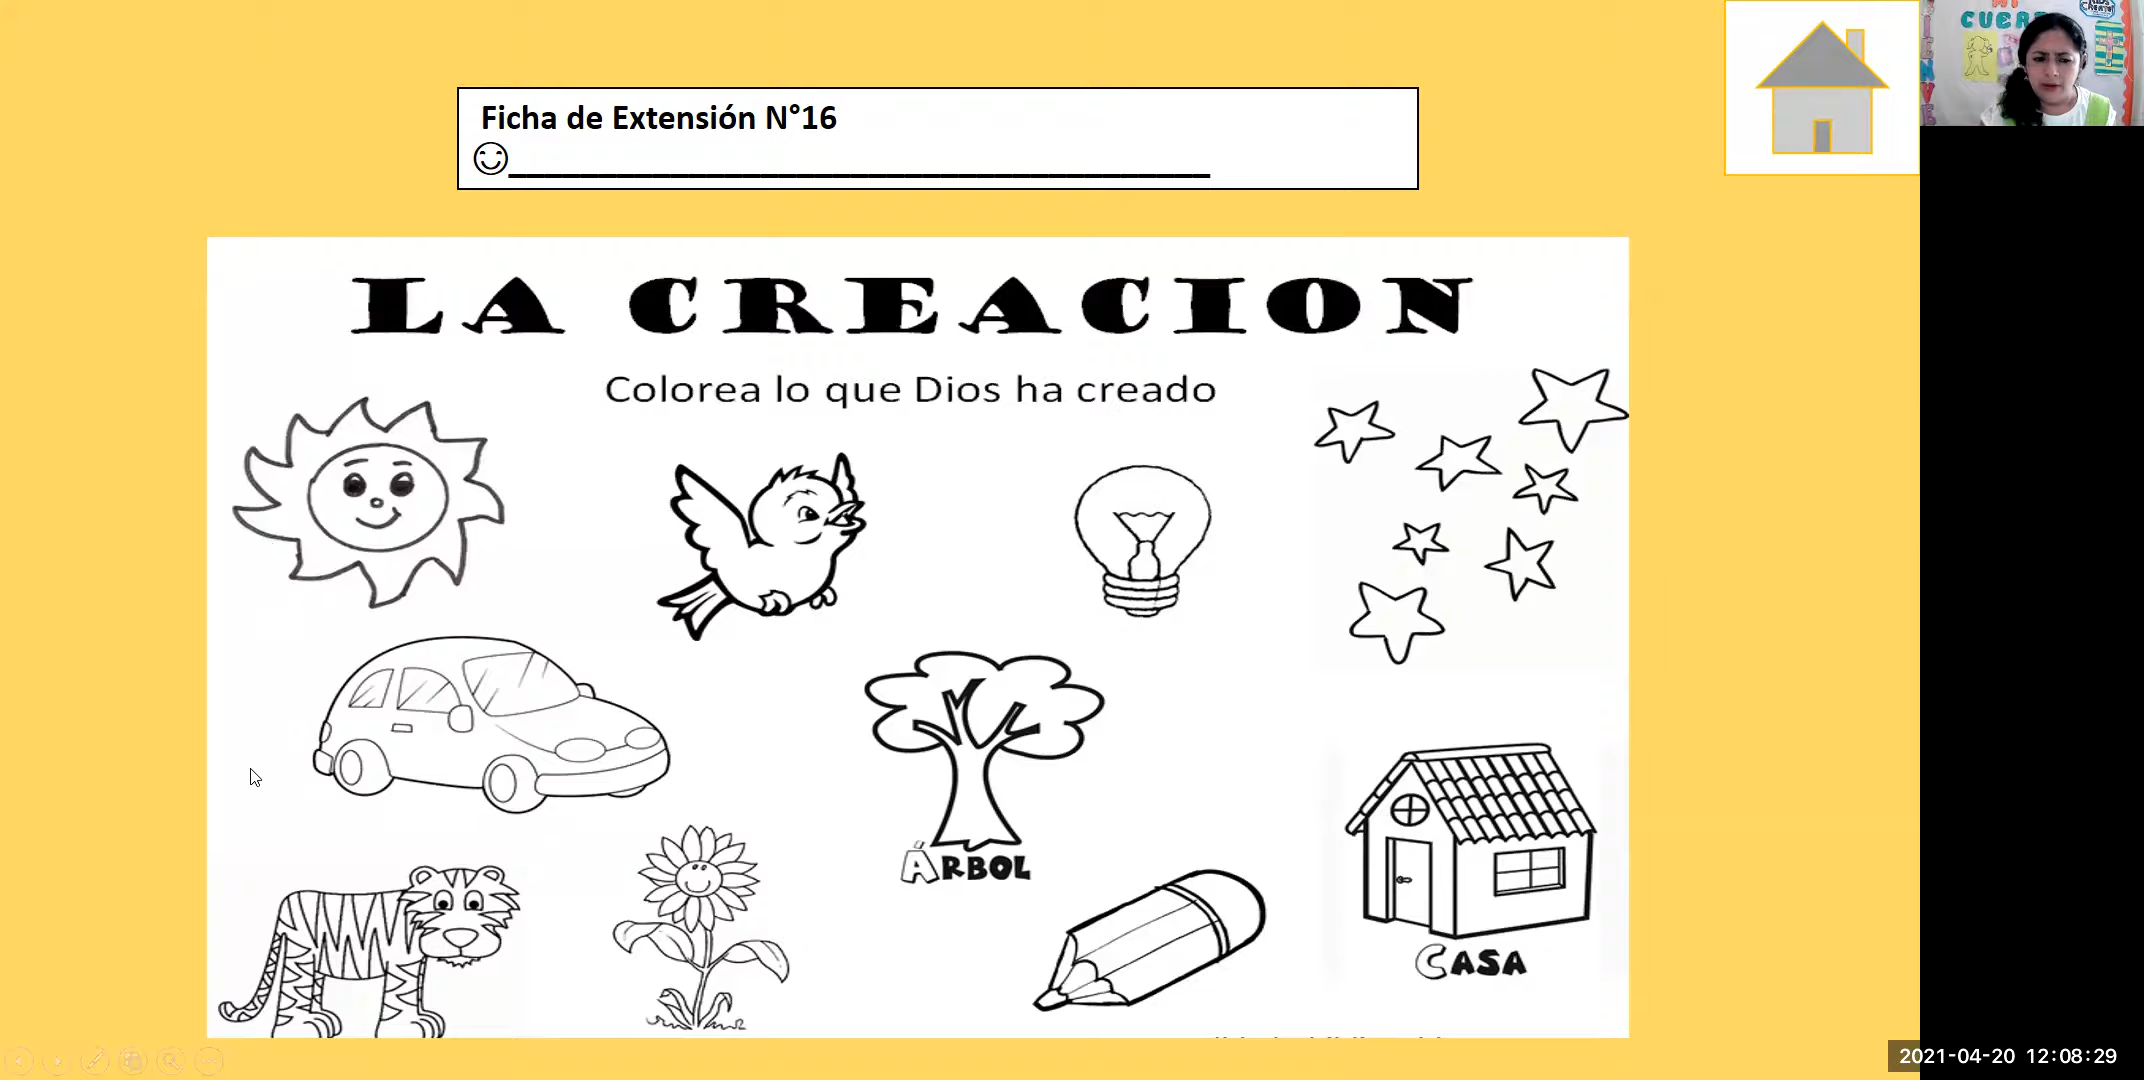 Ficha de Extensión N°16
LA CREACION
Colorea lo que Dios ha creado
ÁRBOL
CASA
CUER
2021-04-20 12:08:29